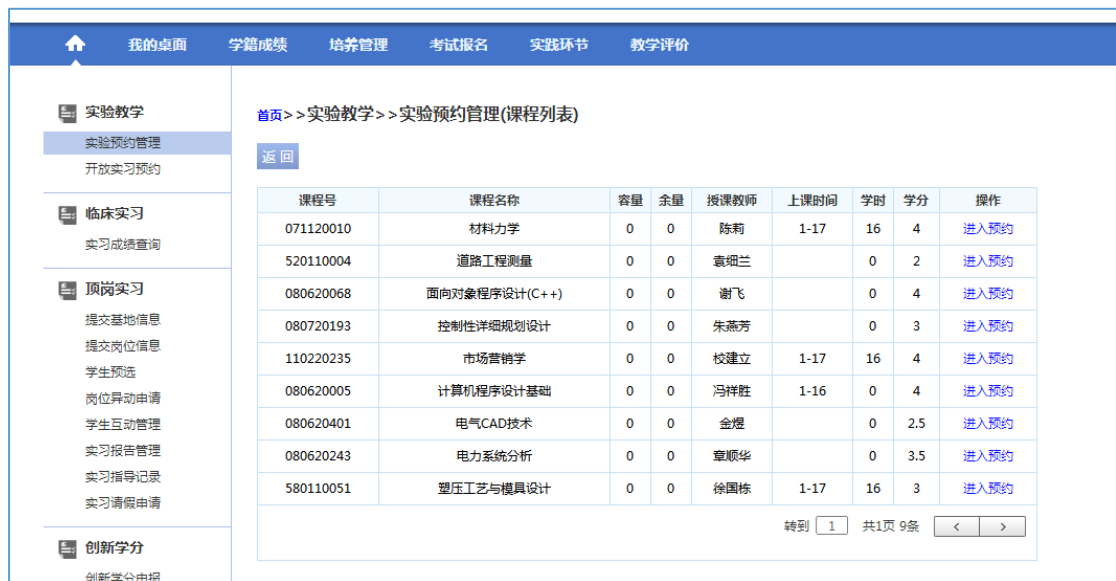 我的桌面 学籍成绩 培养管理 考试报名 实践环节 教学评价
实验教学
实验预约管理
开放实习预约
临床实习
实习成绩查询
顶岗实习
提交基地信息
提交岗位信息
学生预选
岗位异动申请
学生互动管理
实习报告管理
实习指导记录
实习请假申请
创新学分
创新学分申报
首页>>实验教学>>实验预约管理(课程列表)
返 回
课程号 课程名称 容量 余量 授课教师 上课时间 学时 学分 操作
071120010 材料力学 0 0 陈莉 1-17 16 4 进入预约
520110004 道路工程测量 0 0 袁细兰 0 2 进入预约
080620068 面向对象程序设计(C++) 0 0 谢飞 0 4 进入预约
080720193 控制性详细规划设计 0 0 朱燕芳 0 3 进入预约
110220235 市场营销学 0 0 校建立 1-17 16 4 进入预约
080620005 计算机程序设计基础 0 0 冯祥胜 1-16 0 4 进入预约
080620401 电气CAD技术 0 0 金煜 0 2.5 进入预约
080620243 电力系统分析 0 0 章顺华 0 3.5 进入预约
580110051 塑压工艺与模具设计 0 0 徐国栋 1-17 16 3 进入预约
转到 1 共1页 9条 < >